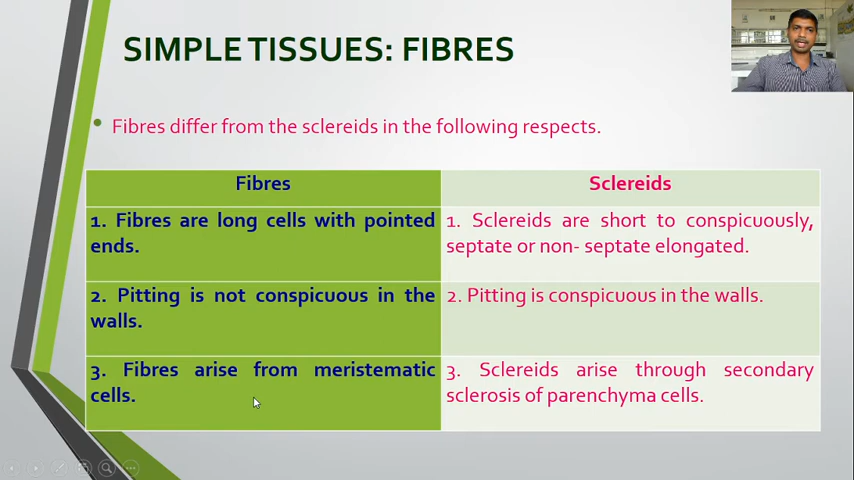 SIMPLE TISSUES: FIBRES
• Fibres differ from the sclereids in the following respects.
Fibres
Sclereids
1. Fibres are long cells with pointed
ends.
1. Sclereids are short to conspicuously,
septate or non- septate elongated.
2. Pitting is not conspicuous in the
walls.
2. Pitting is conspicuous in the walls.
3. Fibres arise from meristematic
cells.
3. Sclereids arise through secondary
sclerosis of parenchyma cells.